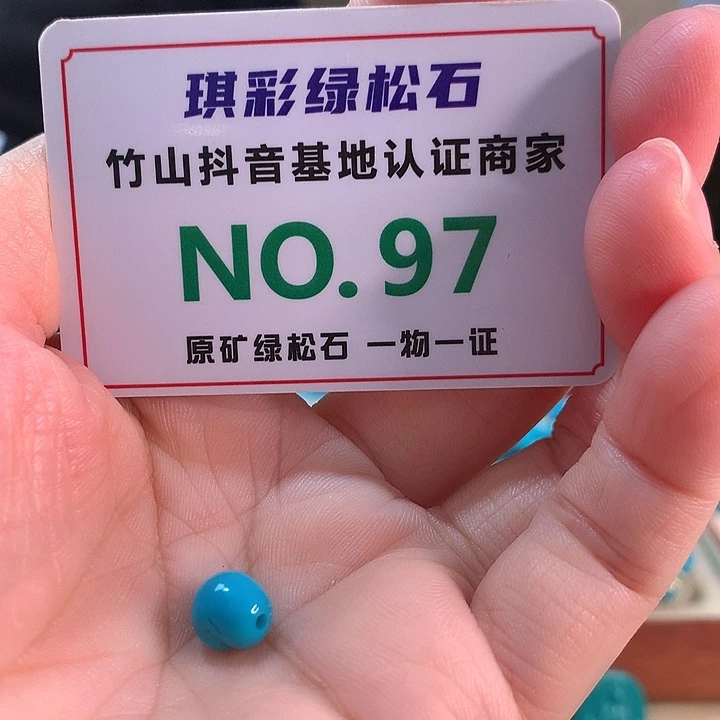 琪彩绿松石
竹山抖音基地认证商家
NO.97
原矿绿松石 一物一证